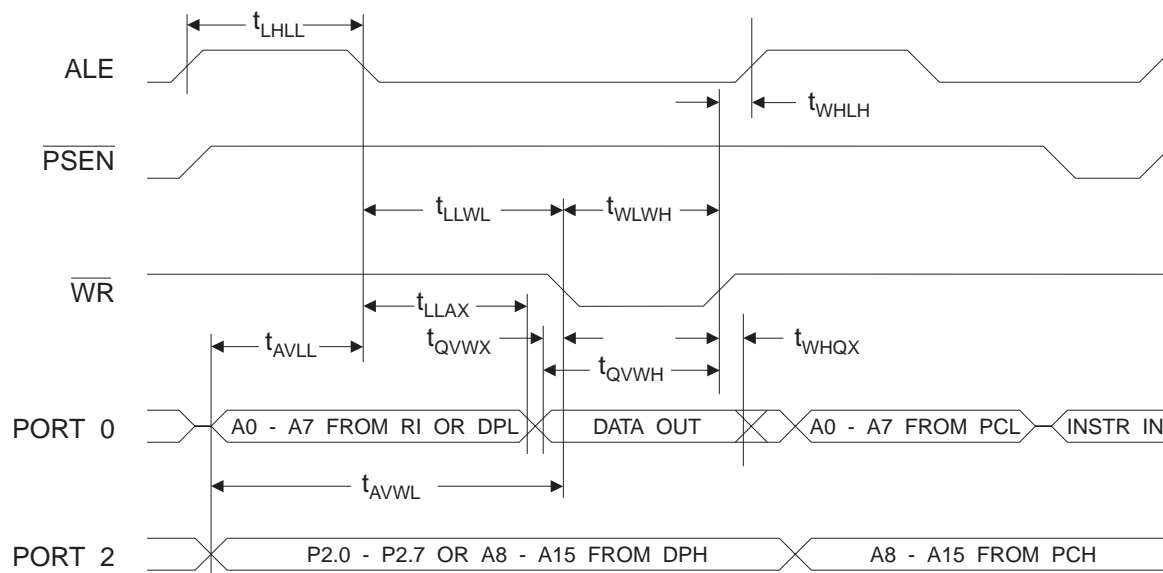 tLHLL
ALE
tWHLH
PSEN
tLLWL
tWLWH
WR
tLLAX
tQVWX
tWHQX
tAVLL
tQVWH
PORT 0
A0 - A7 FROM RI OR DPL
DATA OUT
A0 - A7 FROM PCL
INSTR IN
tAVWL
PORT 2
P2.0 - P2.7 OR A8 - A15 FROM DPH
A8 - A15 FROM PCH